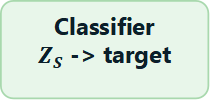 Classifier
Z_S -> target